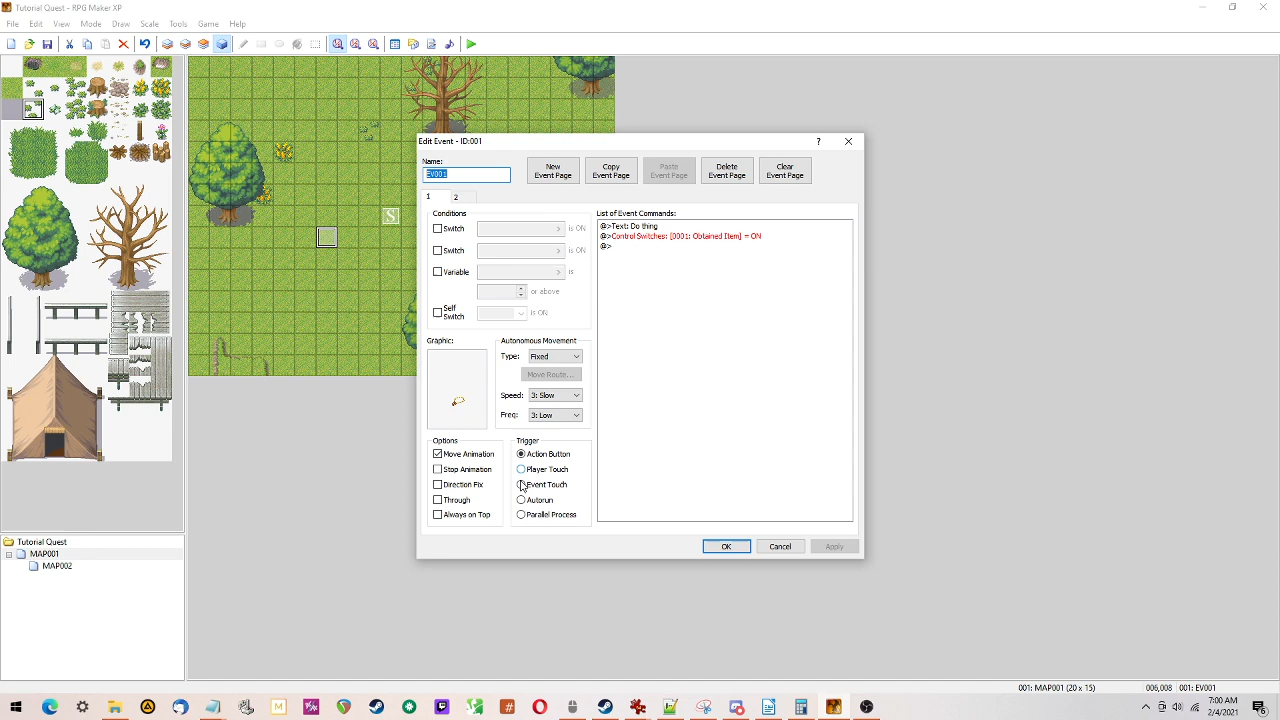 Tutorial Quest - RPG Maker XP
File Edit View Mode Draw Scale Tools Game Help
Edit Event - ID:001
Name:
EV001
New Event Page
Copy Event Page
Paste Event Page
Delete Event Page
Clear Event Page
1 2
Conditions
Switch is ON
Switch is ON
Variable is
or above
Self Switch is ON
Graphic:
Autonomous Movement
Type: Fixed
Move Route...
Speed: 3: Slow
Freq: 3: Low
Options
Move Animation
Stop Animation
Direction Fix
Through
Always on Top
Trigger
Action Button
Player Touch
Event Touch
Autorun
Parallel Process
List of Event Commands:
@>Text: Do thing
@>Control Switches: [0001: Obtained Item] = ON
@>
OK Cancel Apply
S
Tutorial Quest
MAP001
MAP002
001: MAP001 (20 x 15) 006,008 001: EV001
7:00 AM
2/4/2021